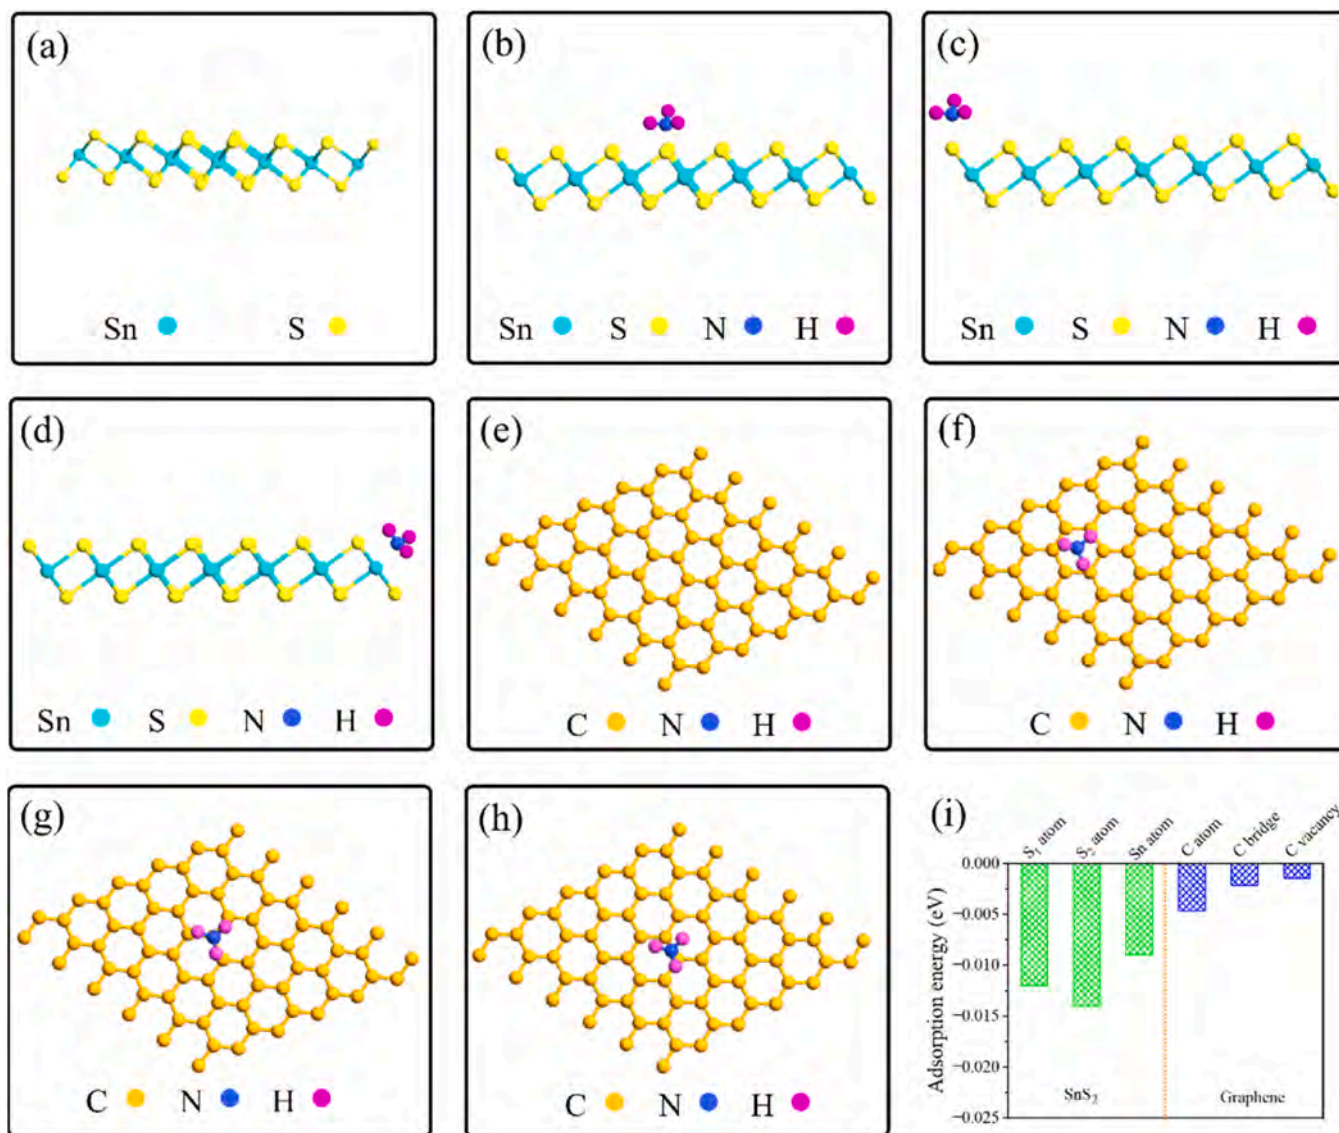 (a)
Sn S
(b)
Sn S N H
(c)
Sn S N H
(d)
Sn S N H
(e)
C N H
(f)
C N H
(g)
C N H
(h)
C N H
(i)
S₁ atom
S₂ atom
Sn atom
C atom
C bridge
C vacancy
Adsorption energy (eV)
0.000
−0.005
−0.010
−0.015
−0.020
−0.025
SnS₂
Graphene